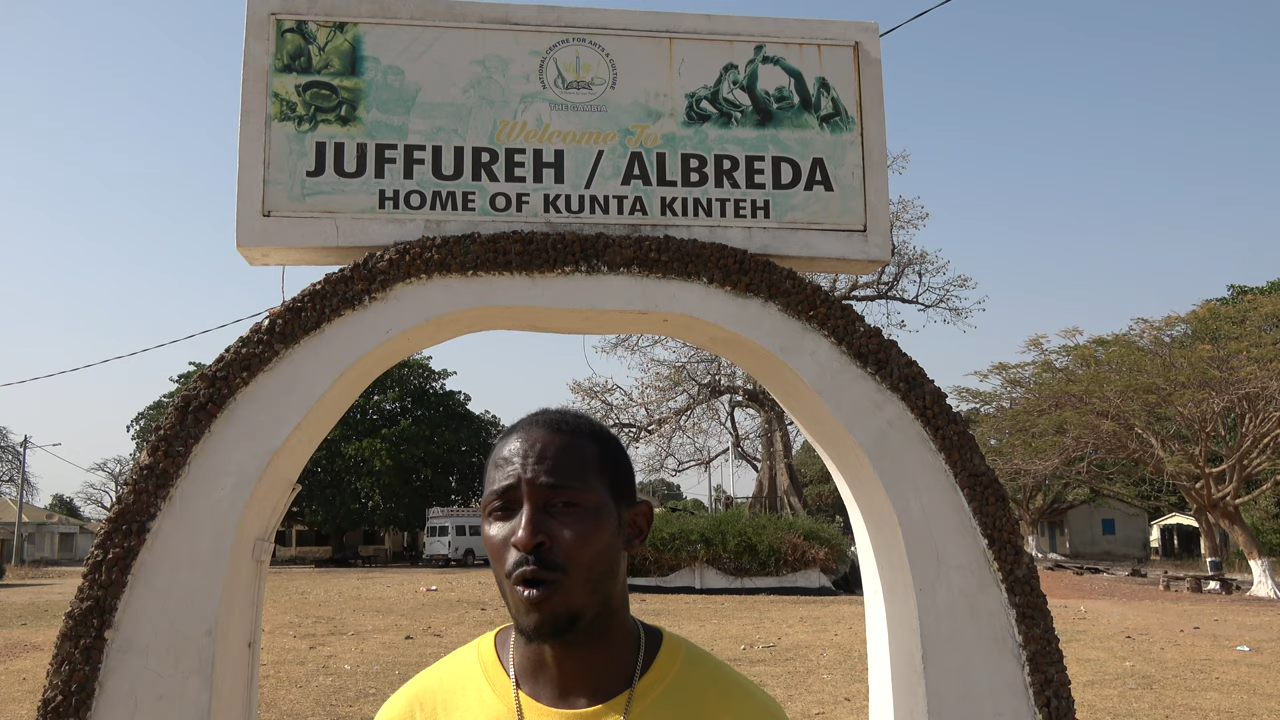 NATIONAL CENTRE FOR ARTS & CULTURE
THE GAMBIA
Welcome To
JUFFUREH / ALBREDA
HOME OF KUNTA KINTEH